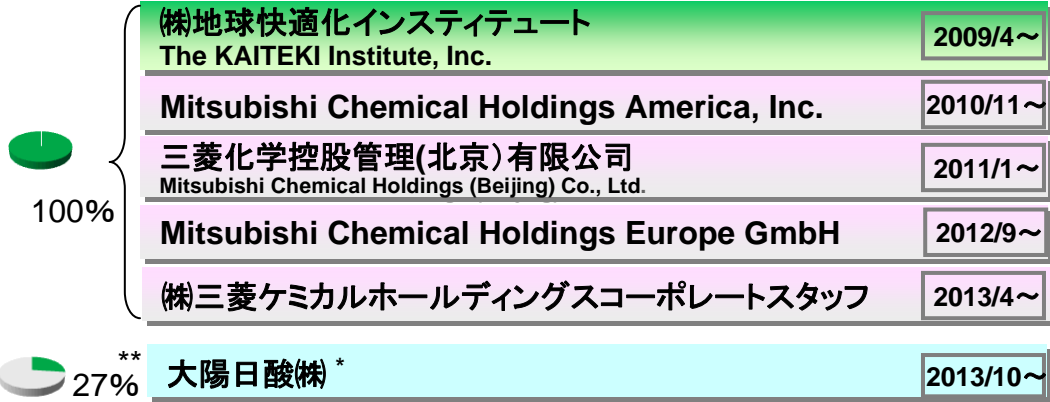 ㈱地球快適化インスティテュート
The KAITEKI Institute, Inc.
2009/4～
Mitsubishi Chemical Holdings America, Inc.
2010/11～
三菱化学控股管理(北京）有限公司
Mitsubishi Chemical Holdings (Beijing) Co., Ltd.
2011/1～
100%
Mitsubishi Chemical Holdings Europe GmbH
2012/9～
㈱三菱ケミカルホールディングスコーポレートスタッフ
2013/4～
**
27%
大陽日酸㈱ *
2013/10～